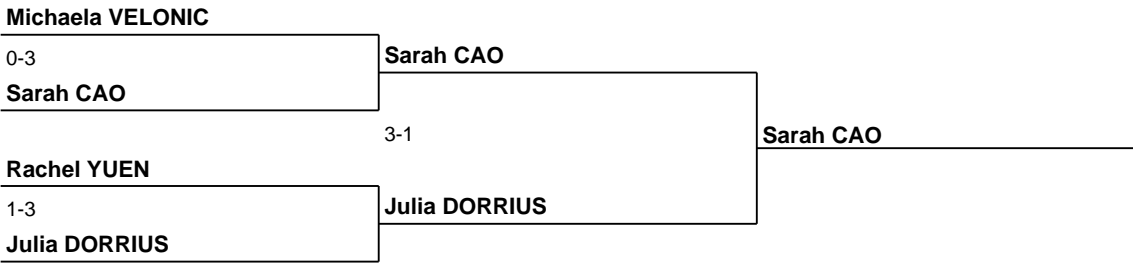 Michaela VELONIC
0-3
Sarah CAO
Sarah CAO
3-1
Sarah CAO
Rachel YUEN
1-3
Julia DORRIUS
Julia DORRIUS